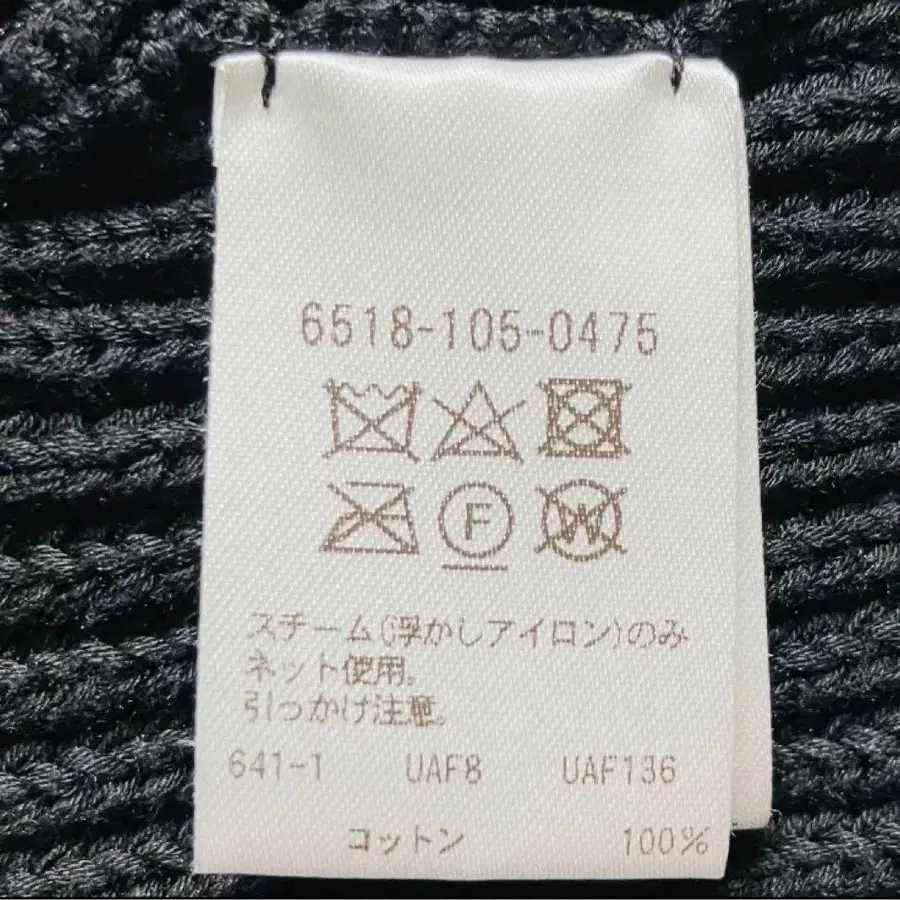 6518-105-0475
F W
スチーム(浮かしアイロン)のみ
ネット使用。
引っかけ注意。
641-1 UAF8 UAF136
コットン 100%